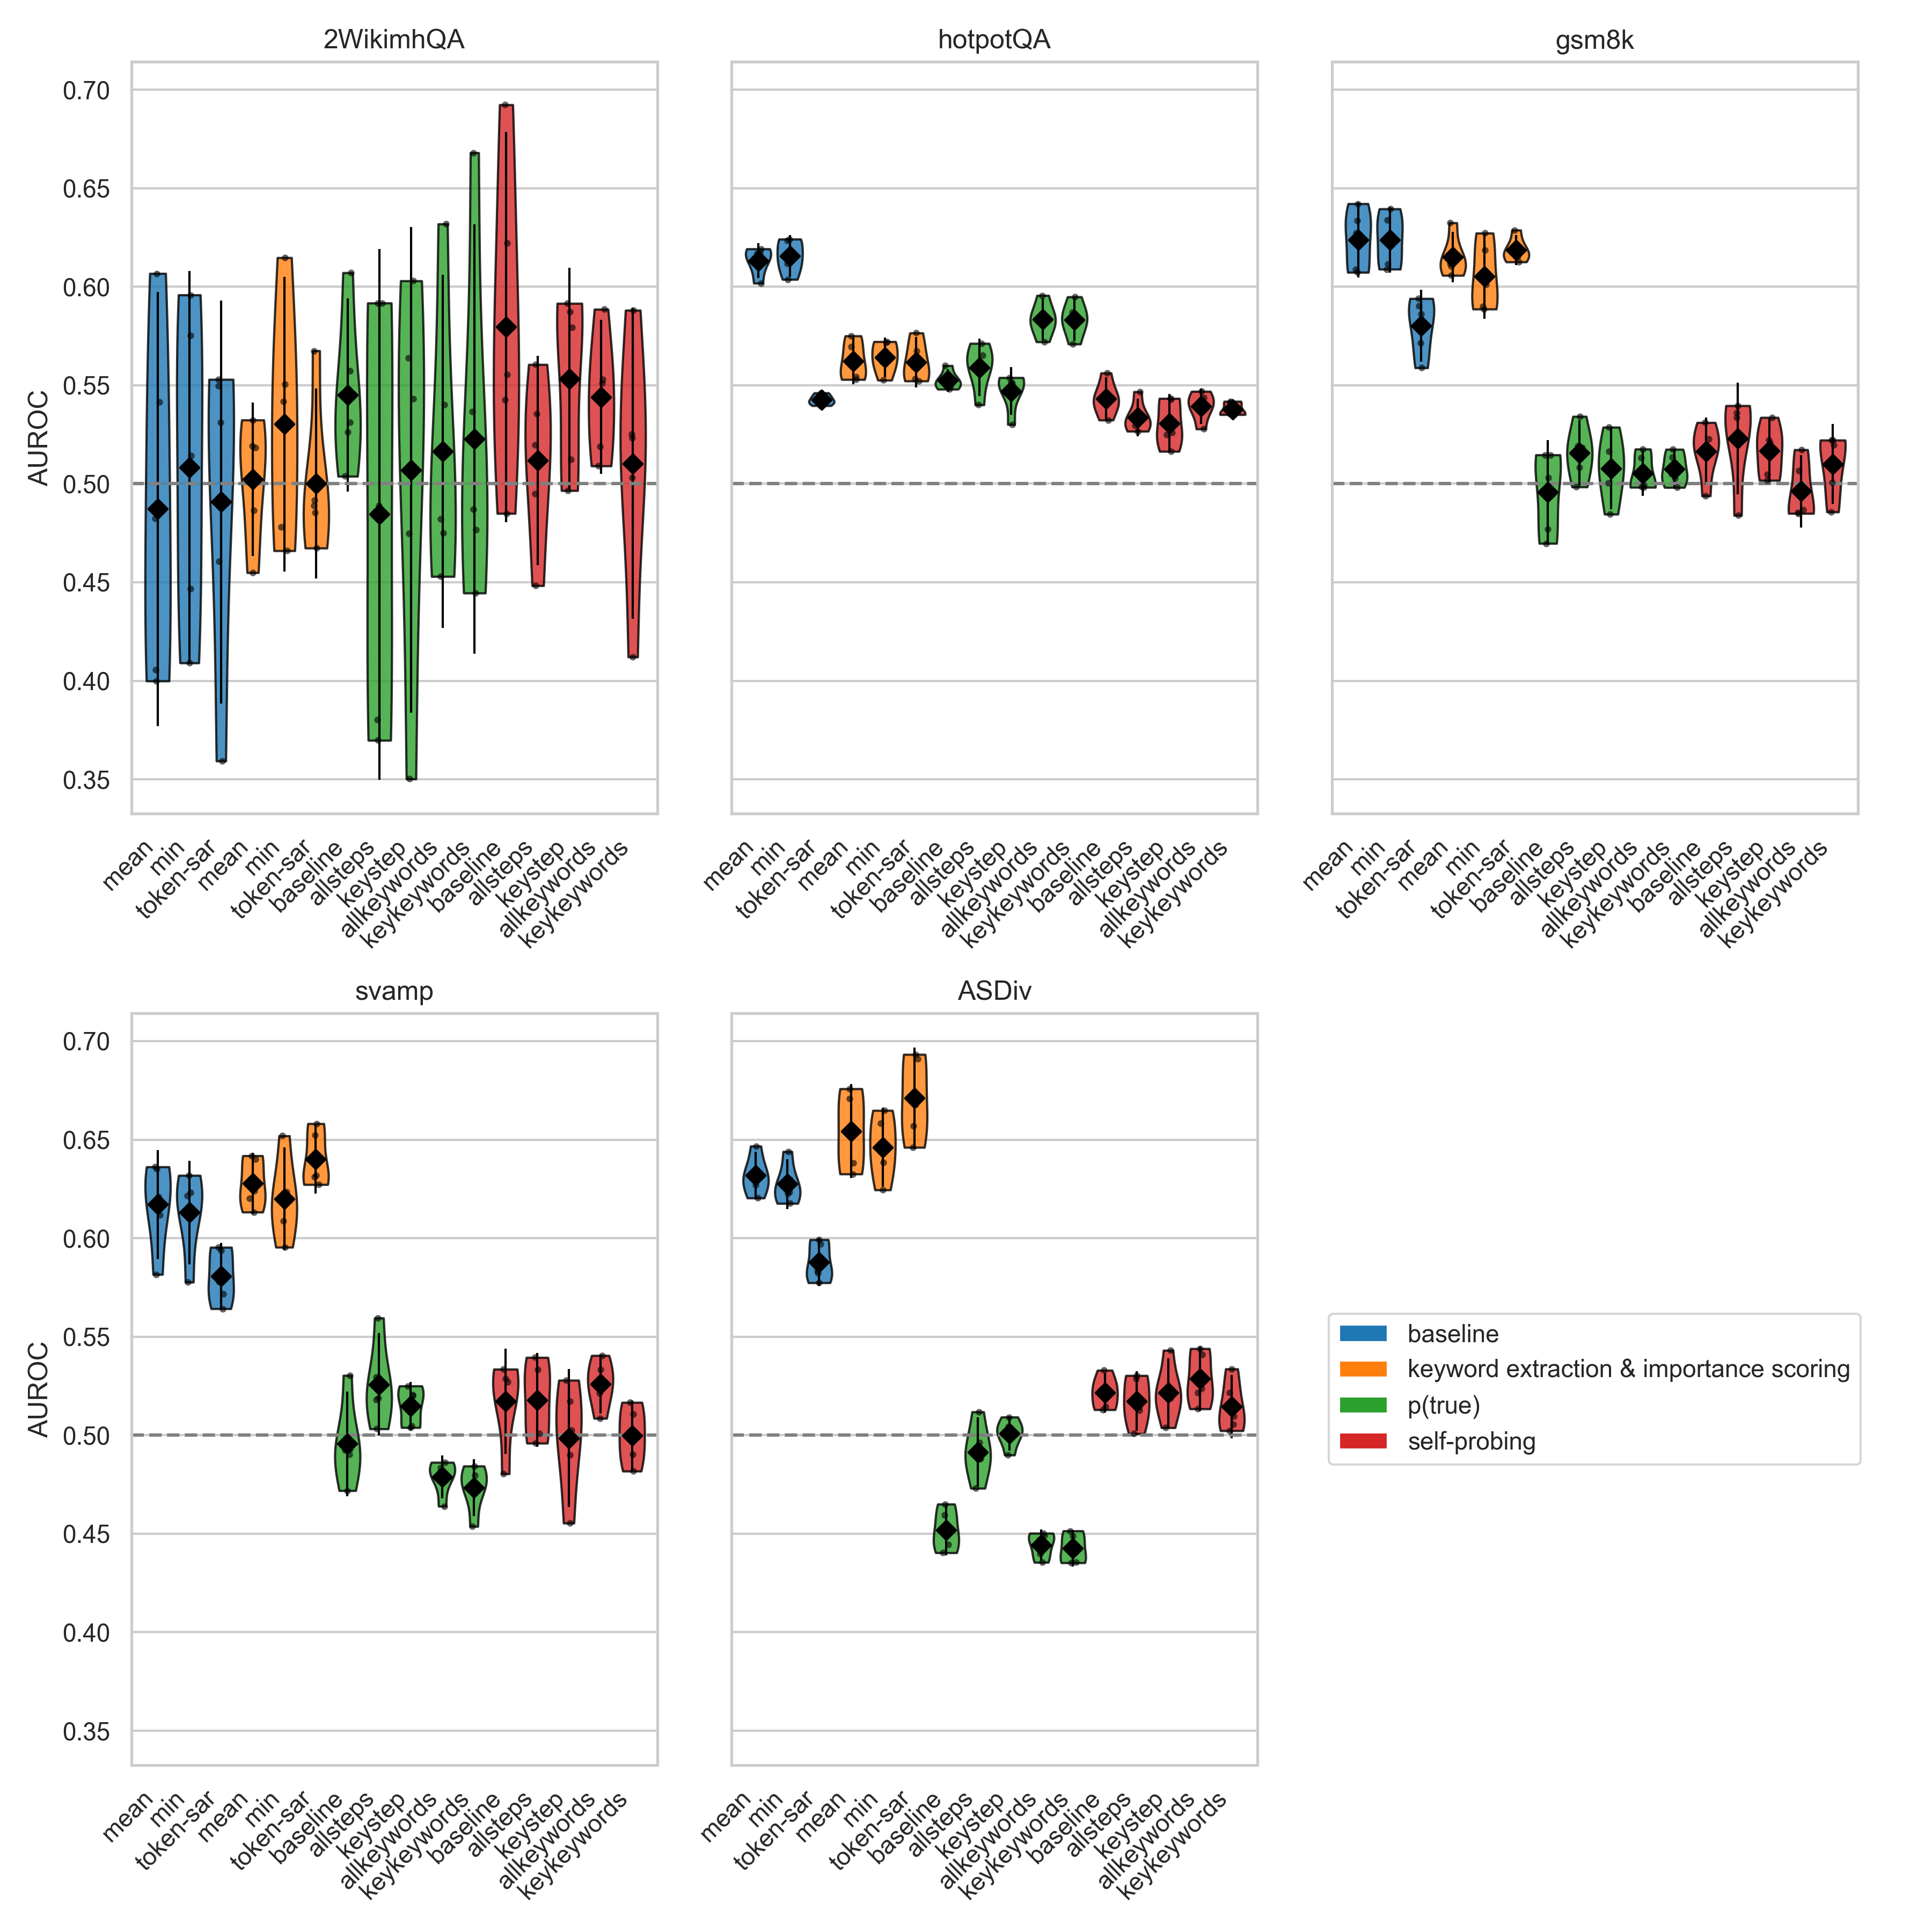 2WikimhQA
hotpotQA
gsm8k
AUROC
0.70
0.65
0.60
0.55
0.50
0.45
0.40
0.35
mean
min
token-sar
mean
min
token-sar
baseline
allsteps
keystep
allkeywords
keykeywords
baseline
allsteps
keystep
allkeywords
keykeywords
mean
min
token-sar
mean
min
token-sar
baseline
allsteps
keystep
allkeywords
keykeywords
baseline
allsteps
keystep
allkeywords
keykeywords
mean
min
token-sar
mean
min
token-sar
baseline
allsteps
keystep
allkeywords
keykeywords
baseline
allsteps
keystep
allkeywords
keykeywords
svamp
ASDiv
AUROC
0.70
0.65
0.60
0.55
0.50
0.45
0.40
0.35
mean
min
token-sar
mean
min
token-sar
baseline
allsteps
keystep
allkeywords
keykeywords
baseline
allsteps
keystep
allkeywords
keykeywords
mean
min
token-sar
mean
min
token-sar
baseline
allsteps
keystep
allkeywords
keykeywords
baseline
allsteps
keystep
allkeywords
keykeywords
baseline
keyword extraction & importance scoring
p(true)
self-probing